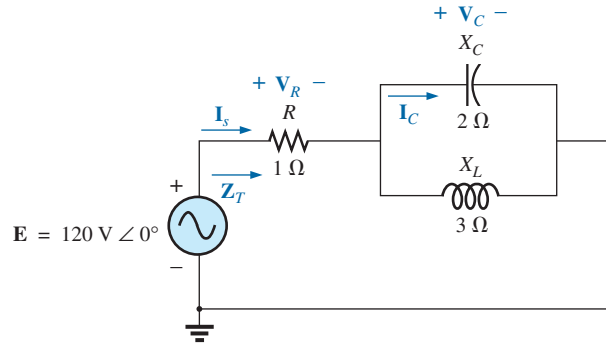 + V_C −
X_C
+ V_R −
R
I_s
I_C
2 Ω
1 Ω
X_L
Z_T
+
3 Ω
E = 120 V ∠ 0°
−